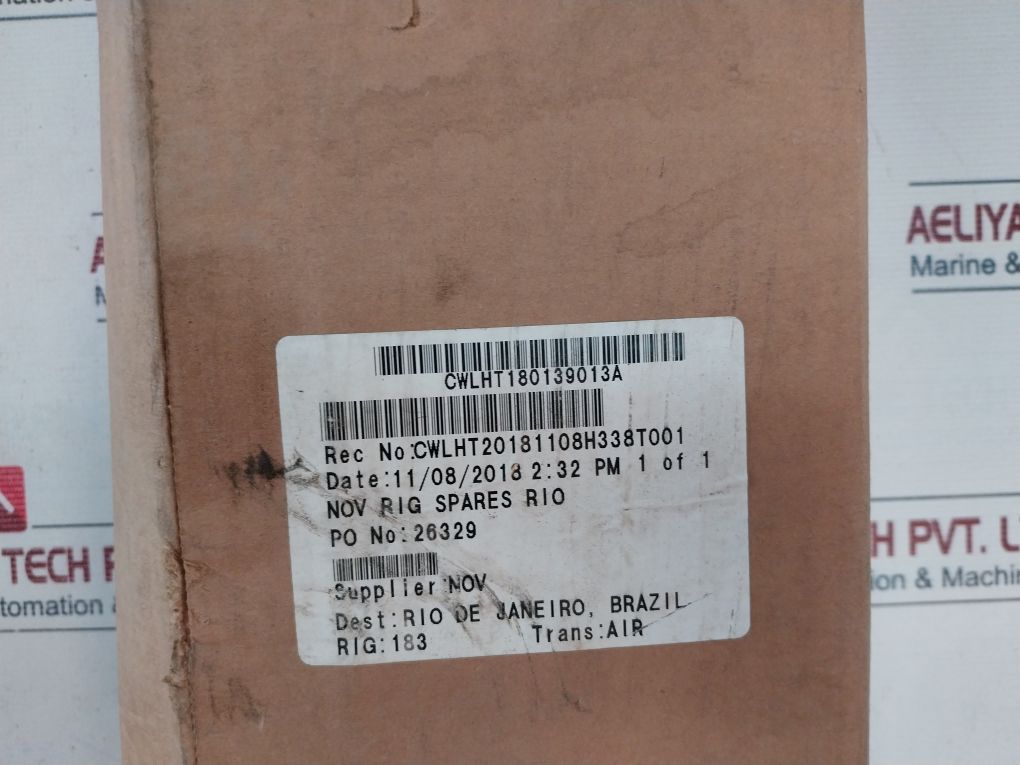 CWLHT180139013A
Rec No:CWLHT20181108H338T001
Date:11/08/2018 2:32 PM 1 of 1
NOV RIG SPARES RIO
PO No:26329
Supplier:NOV
Dest:RIO DE JANEIRO, BRAZIL
RIG:183 Trans:AIR
AELIYA
Marine &
TECH P
tomation &
H PVT. L
ion & Machin